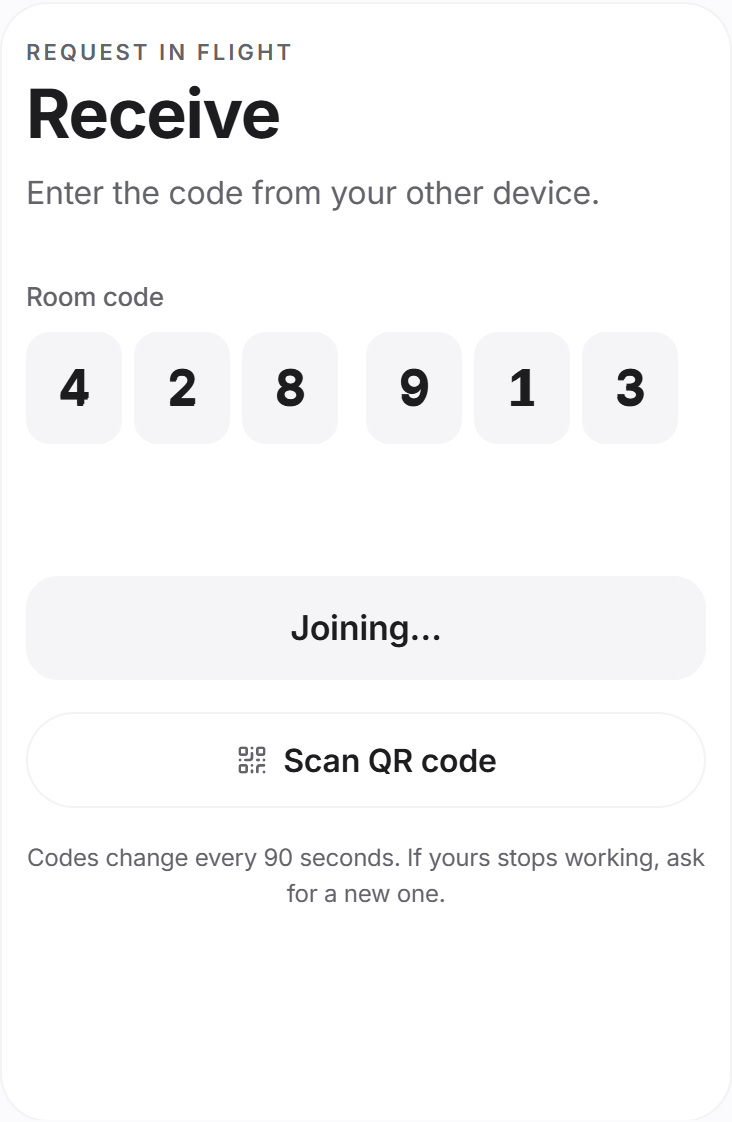 REQUEST IN FLIGHT
Receive
Enter the code from your other device.
Room code
4 2 8 9 1 3
Joining...
Scan QR code
Codes change every 90 seconds. If yours stops working, ask
for a new one.